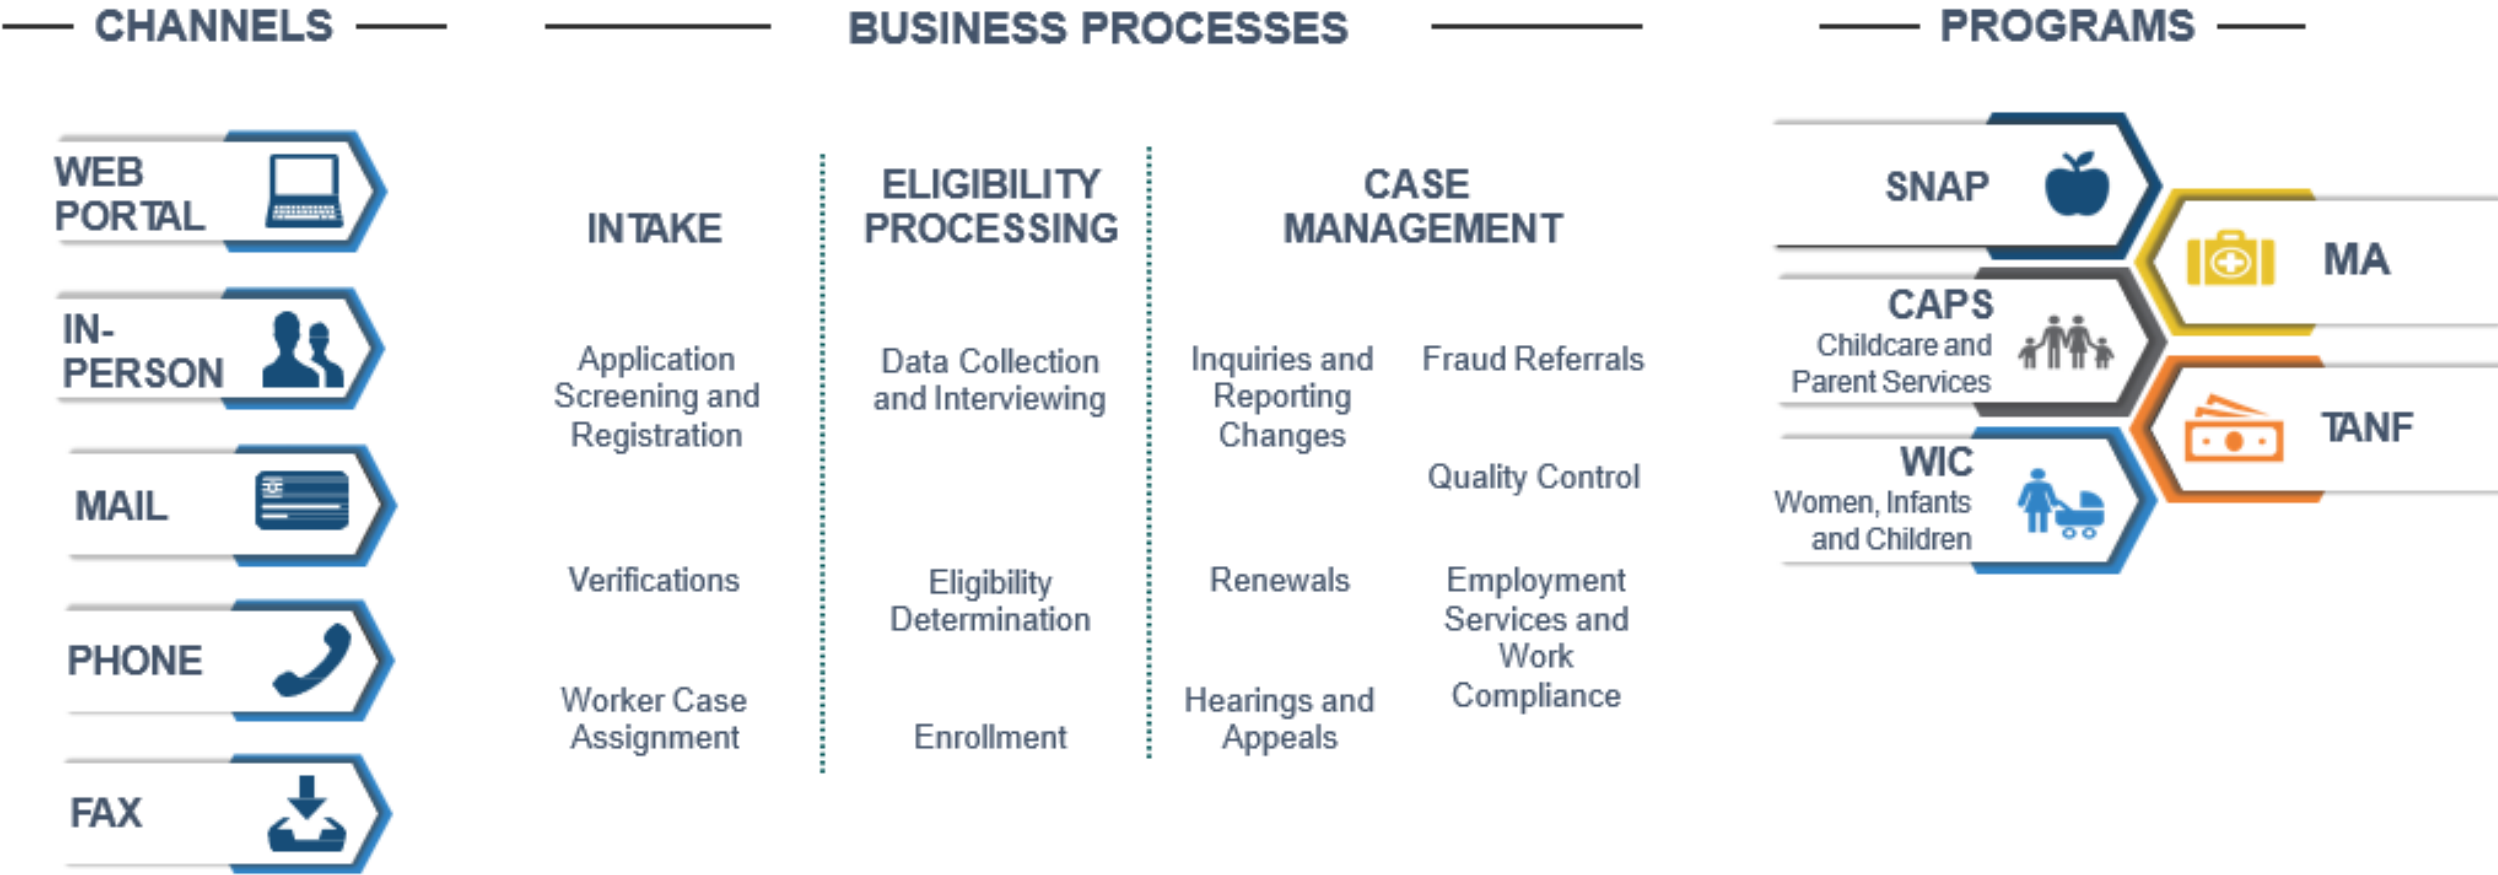 CHANNELS
BUSINESS PROCESSES
PROGRAMS
WEB
PORTAL
IN-
PERSON
MAIL
PHONE
FAX
INTAKE
Application
Screening and
Registration
Verifications
Worker Case
Assignment
ELIGIBILITY
PROCESSING
Data Collection
and Interviewing
Eligibility
Determination
Enrollment
CASE
MANAGEMENT
Inquiries and
Reporting
Changes
Renewals
Hearings and
Appeals
Fraud Referrals
Quality Control
Employment
Services and
Work
Compliance
SNAP
MA
CAPS
Childcare and
Parent Services
TANF
WIC
Women, Infants
and Children